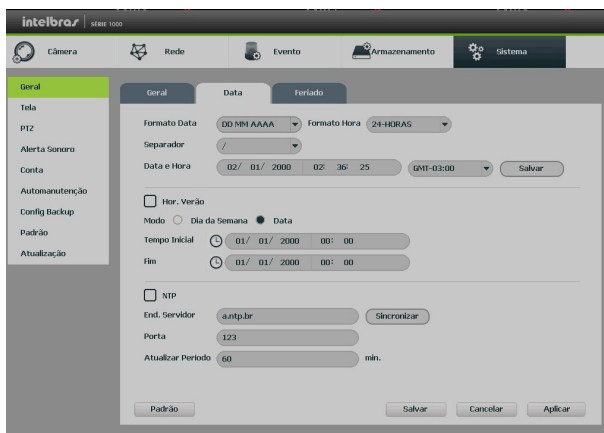 intelbras SÉRIE 1000
Câmera Rede Evento Armazenamento Sistema
Geral
Tela
PTZ
Alerta Sonoro
Conta
Automanutenção
Config Backup
Padrão
Atualização
Geral Data Feriado
Formato Data DD MM AAAA Formato Hora 24-HORAS
Separador /
Data e Hora 02/ 01/ 2000 02: 36: 25 GMT-03:00 Salvar
Hor. Verão
Modo Dia da Semana Data
Tempo Inicial 01/ 01/ 2000 00: 00
Fim 01/ 01/ 2000 00: 00
NTP
End. Servidor a.ntp.br Sincronizar
Porta 123
Atualizar Periodo 60 min.
Padrão Salvar Cancelar Aplicar